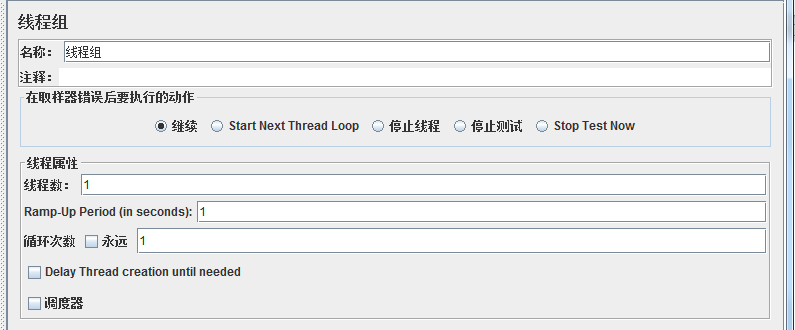 线程组
名称： 线程组
注释：
在取样器错误后要执行的动作
继续 Start Next Thread Loop 停止线程 停止测试 Stop Test Now
线程属性
线程数： 1
Ramp-Up Period (in seconds): 1
循环次数 永远 1
Delay Thread creation until needed
调度器